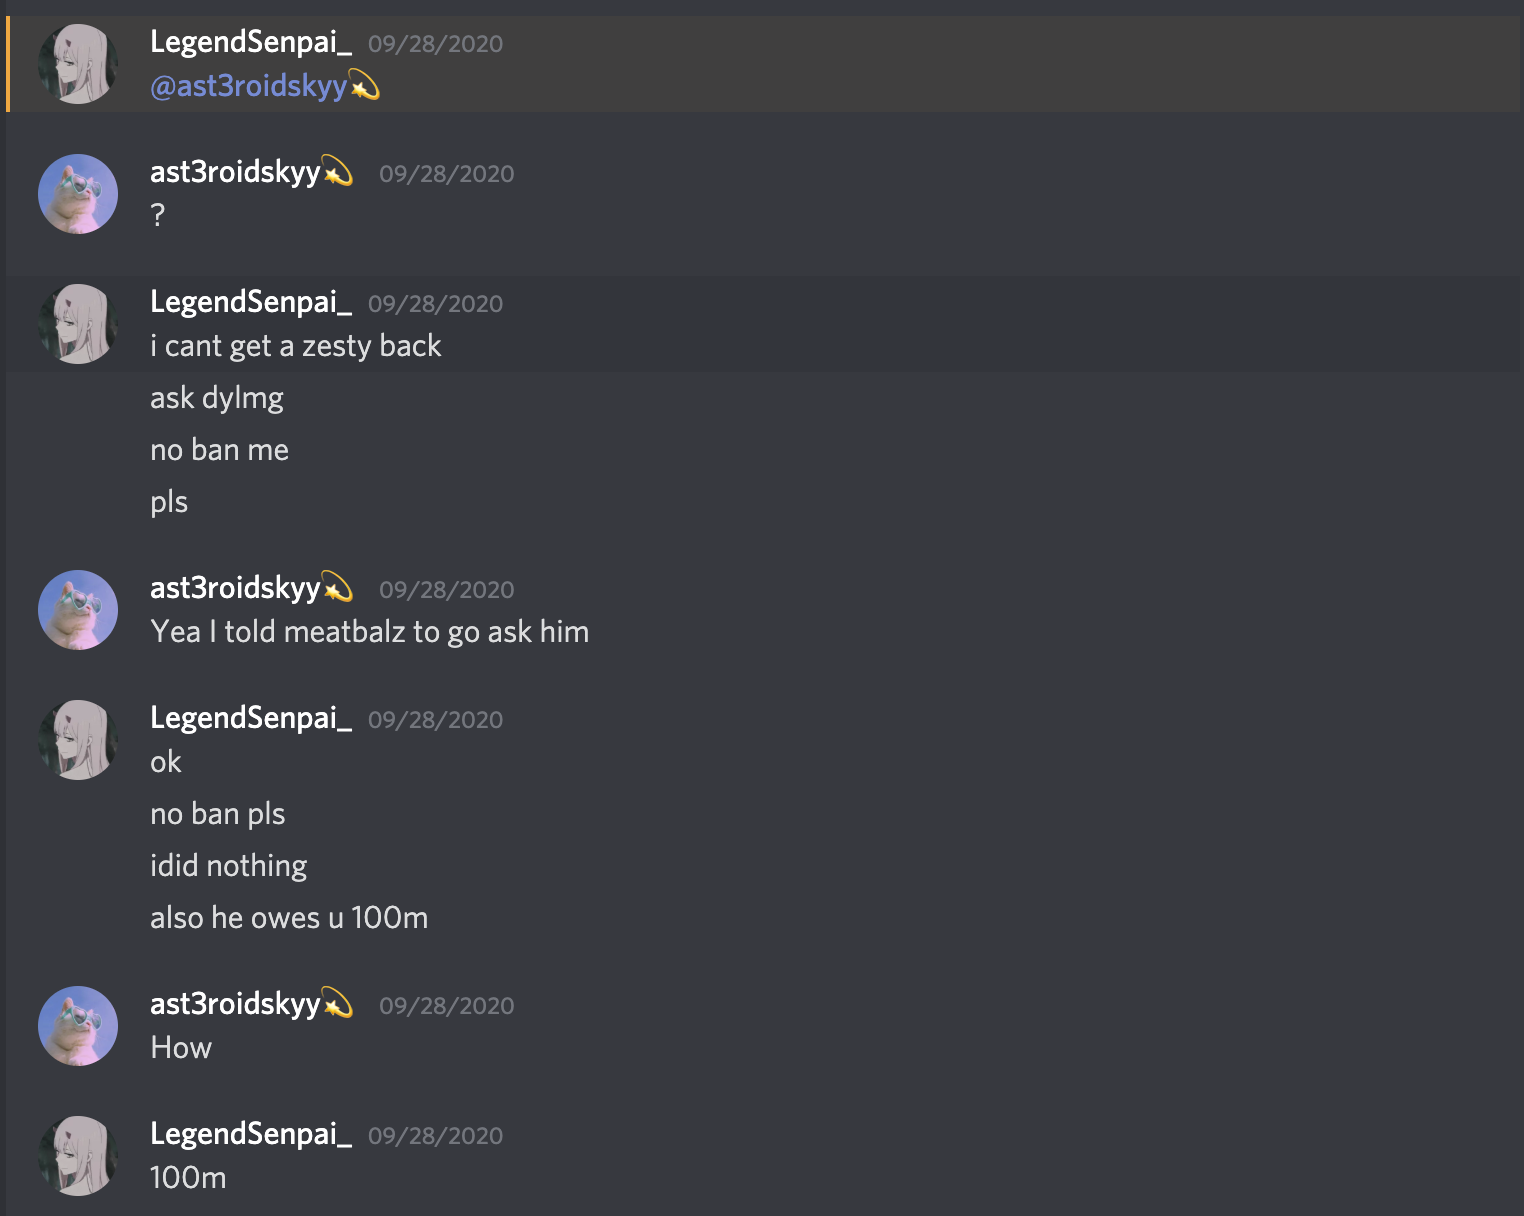 LegendSenpai_ 09/28/2020
@ast3roidskyy💫
ast3roidskyy💫 09/28/2020
?
LegendSenpai_ 09/28/2020
i cant get a zesty back
ask dylmg
no ban me
pls
ast3roidskyy💫 09/28/2020
Yea I told meatbalz to go ask him
LegendSenpai_ 09/28/2020
ok
no ban pls
idid nothing
also he owes u 100m
ast3roidskyy💫 09/28/2020
How
LegendSenpai_ 09/28/2020
100m